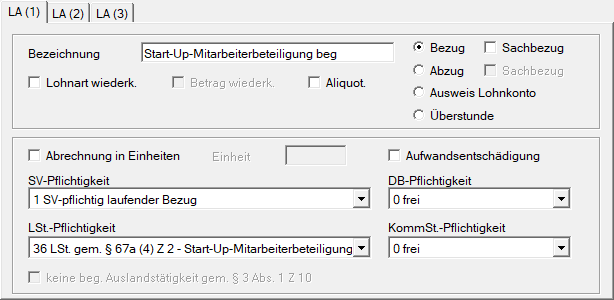 LA (1) LA (2) LA (3)
Bezeichnung Start-Up-Mitarbeiterbeteiligung beg
Bezug Sachbezug
Lohnart wiederk. Betrag wiederk. Aliquot.
Abzug Sachbezug
Ausweis Lohnkonto
Überstunde
Abrechnung in Einheiten Einheit Aufwandsentschädigung
SV-Pflichtigkeit DB-Pflichtigkeit
1 SV-pflichtig laufender Bezug 0 frei
LSt.-Pflichtigkeit KommSt.-Pflichtigkeit
36 LSt. gem. § 67a (4) Z 2 - Start-Up-Mitarbeiterbeteiligung 0 frei
keine beg. Auslandstätigkeit gem. § 3 Abs. 1 Z 10